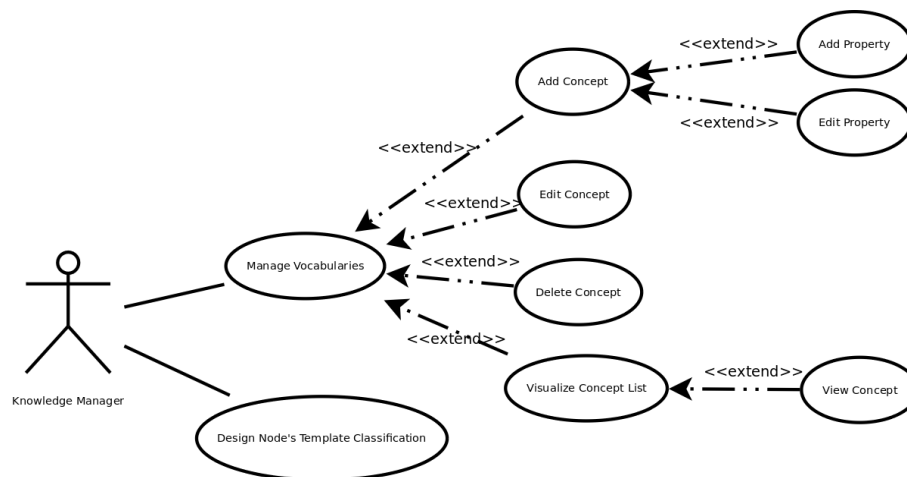 <<extend>>
Add Property
Add Concept
<<extend>>
Edit Property
<<extend>>
<<extend>>
Edit Concept
Manage Vocabularies
<<extend>>
Delete Concept
<<extend>>
Visualize Concept List
<<extend>>
View Concept
Knowledge Manager
Design Node's Template Classification